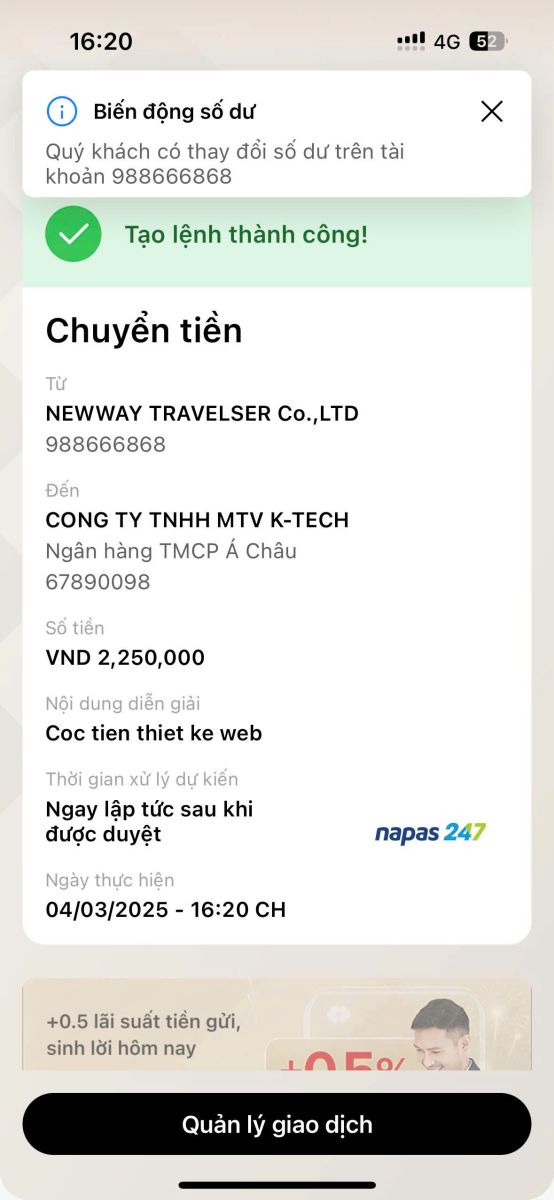 16:20
4G
52
Biến động số dư
Quý khách có thay đổi số dư trên tài
khoản 988666868
Tạo lệnh thành công!
Chuyển tiền
Từ
NEWWAY TRAVELSER Co.,LTD
988666868
Đến
CONG TY TNHH MTV K-TECH
Ngân hàng TMCP Á Châu
67890098
Số tiền
VND 2,250,000
Nội dung diễn giải
Coc tien thiet ke web
Thời gian xử lý dự kiến
Ngay lập tức sau khi
được duyệt
napas 247
Ngày thực hiện
04/03/2025 - 16:20 CH
+0.5 lãi suất tiền gửi,
sinh lời hôm nay
+0.5%
Quản lý giao dịch